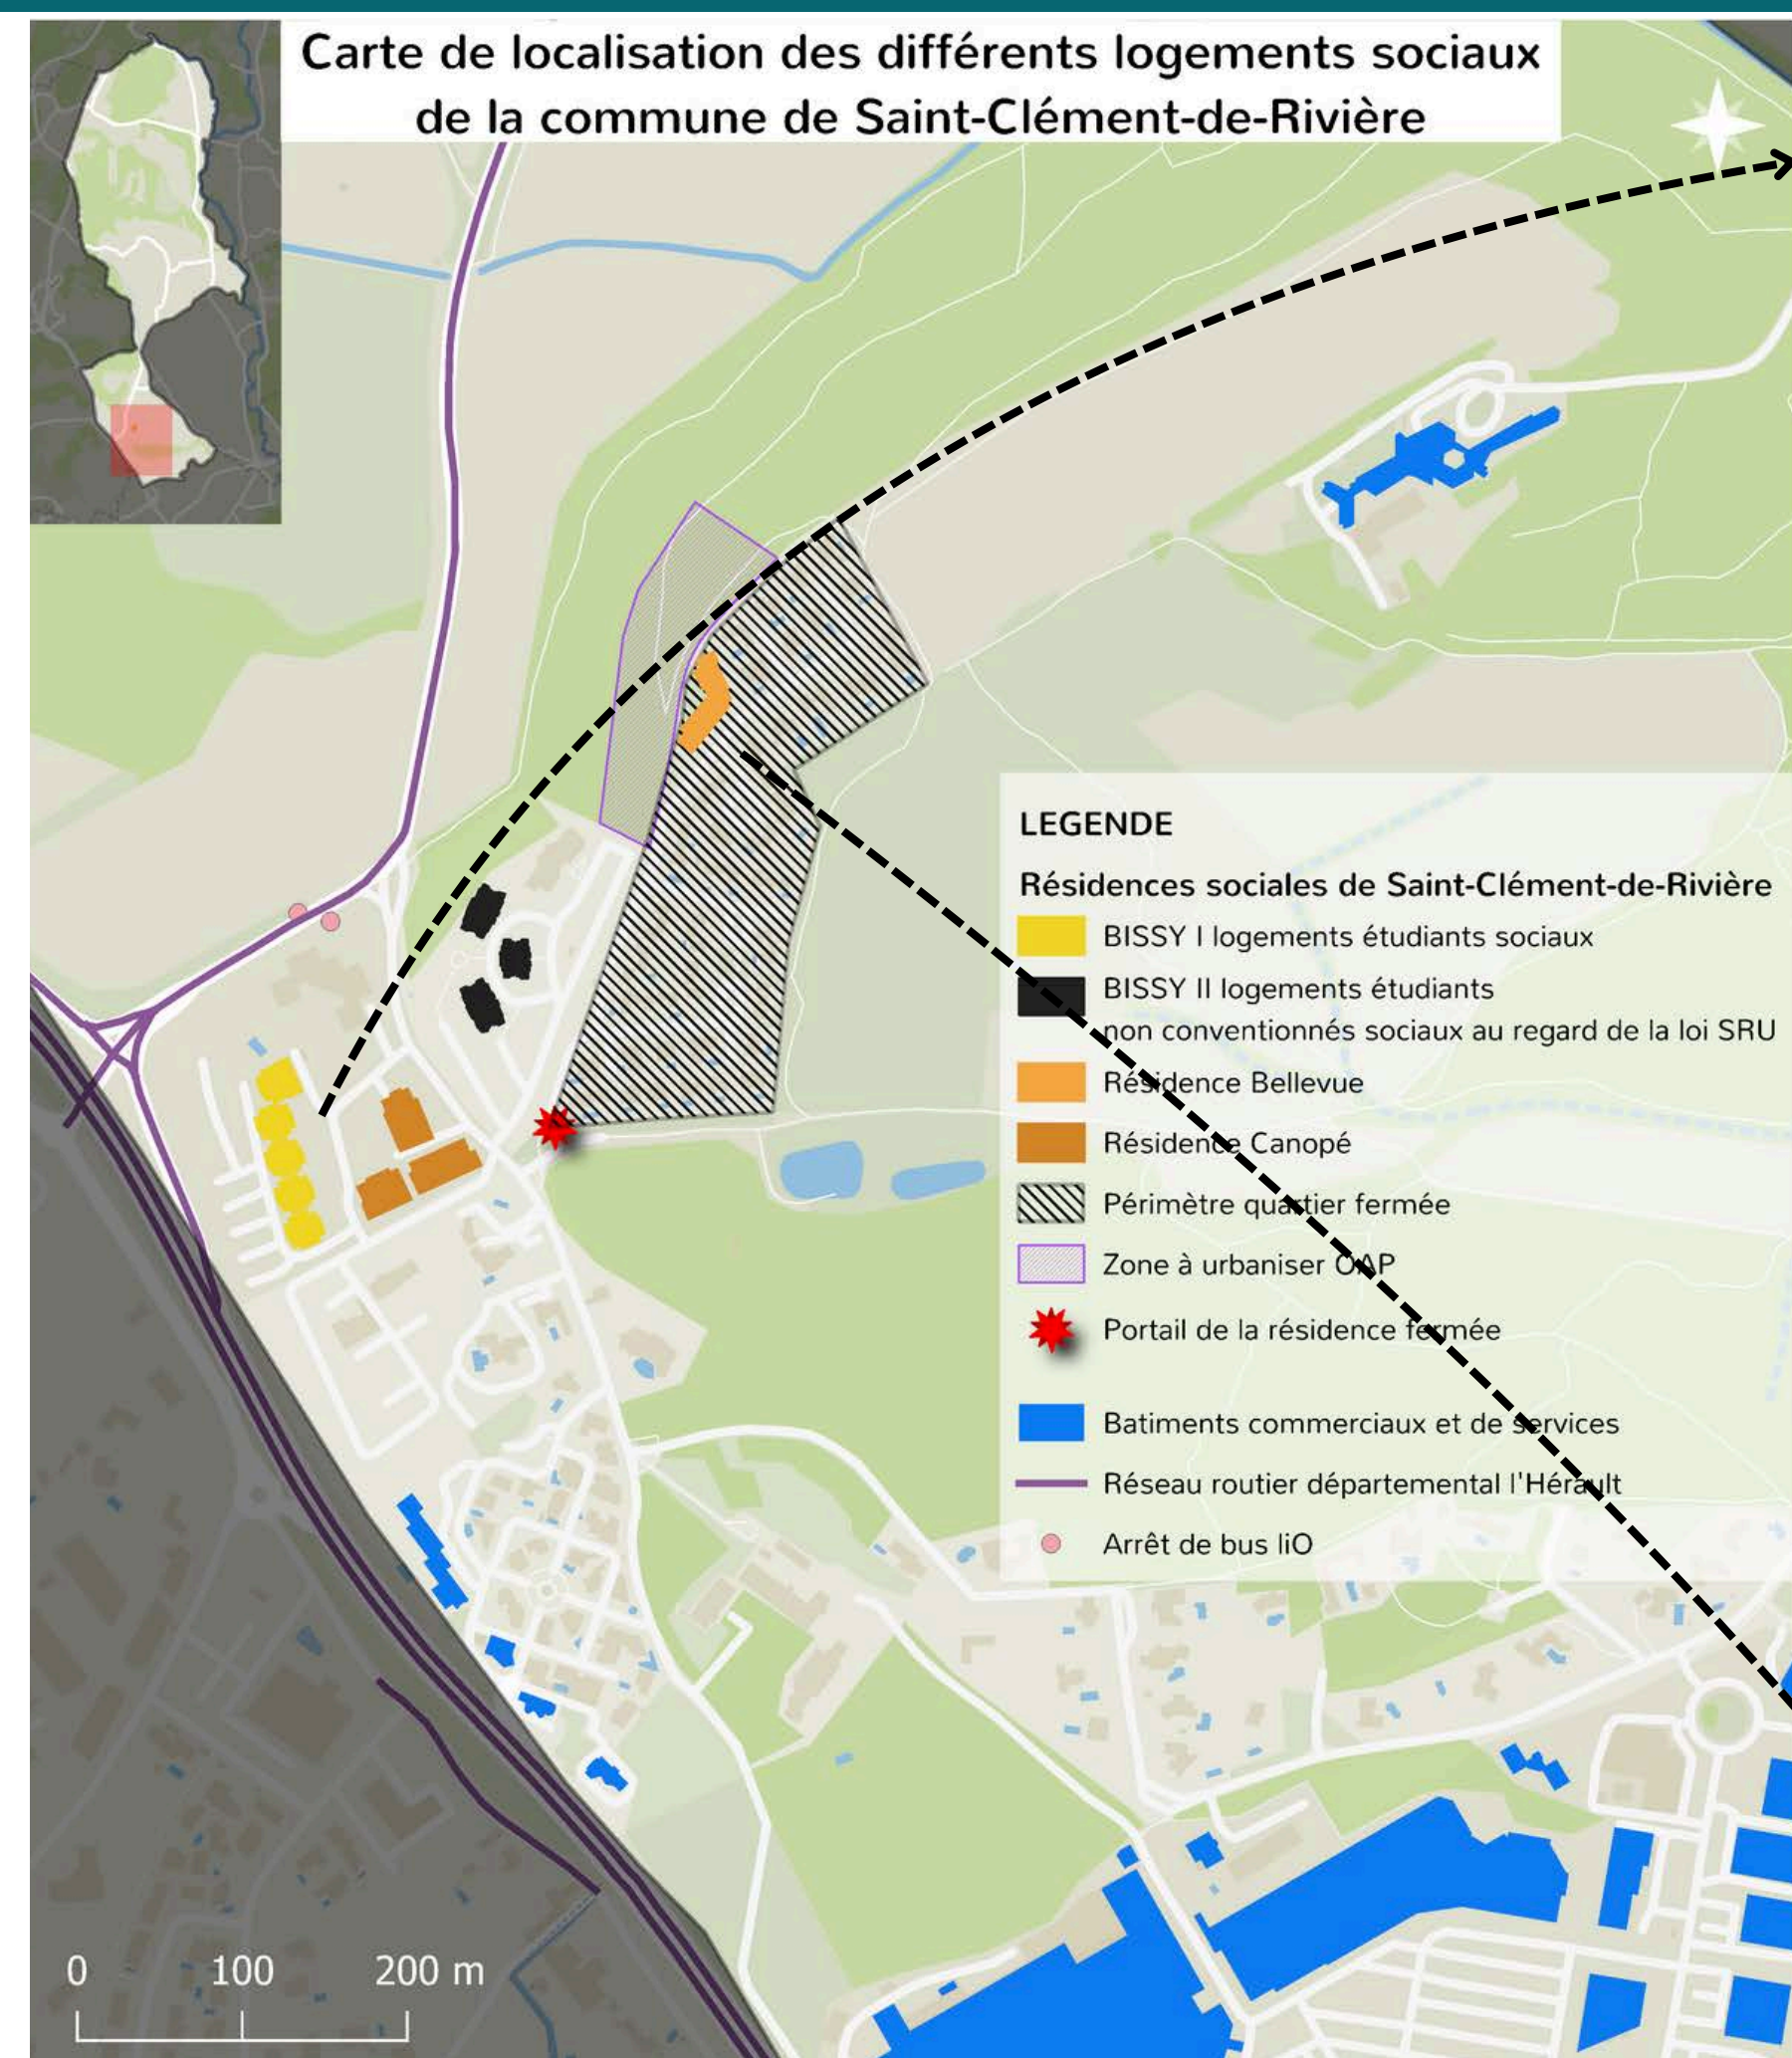 Carte de localisation des différents logements sociaux
de la commune de Saint-Clément-de-Rivière
LEGENDE
Résidences sociales de Saint-Clément-de-Rivière
BISSY I logements étudiants sociaux
BISSY II logements étudiants
non conventionnés sociaux au regard de la loi SRU
Résidence Bellevue
Résidence Canopé
Périmètre quartier fermée
Zone à urbaniser OAP
Portail de la résidence fermée
Batiments commerciaux et de services
Réseau routier départemental l'Hérault
Arrêt de bus liO
0 100 200 m